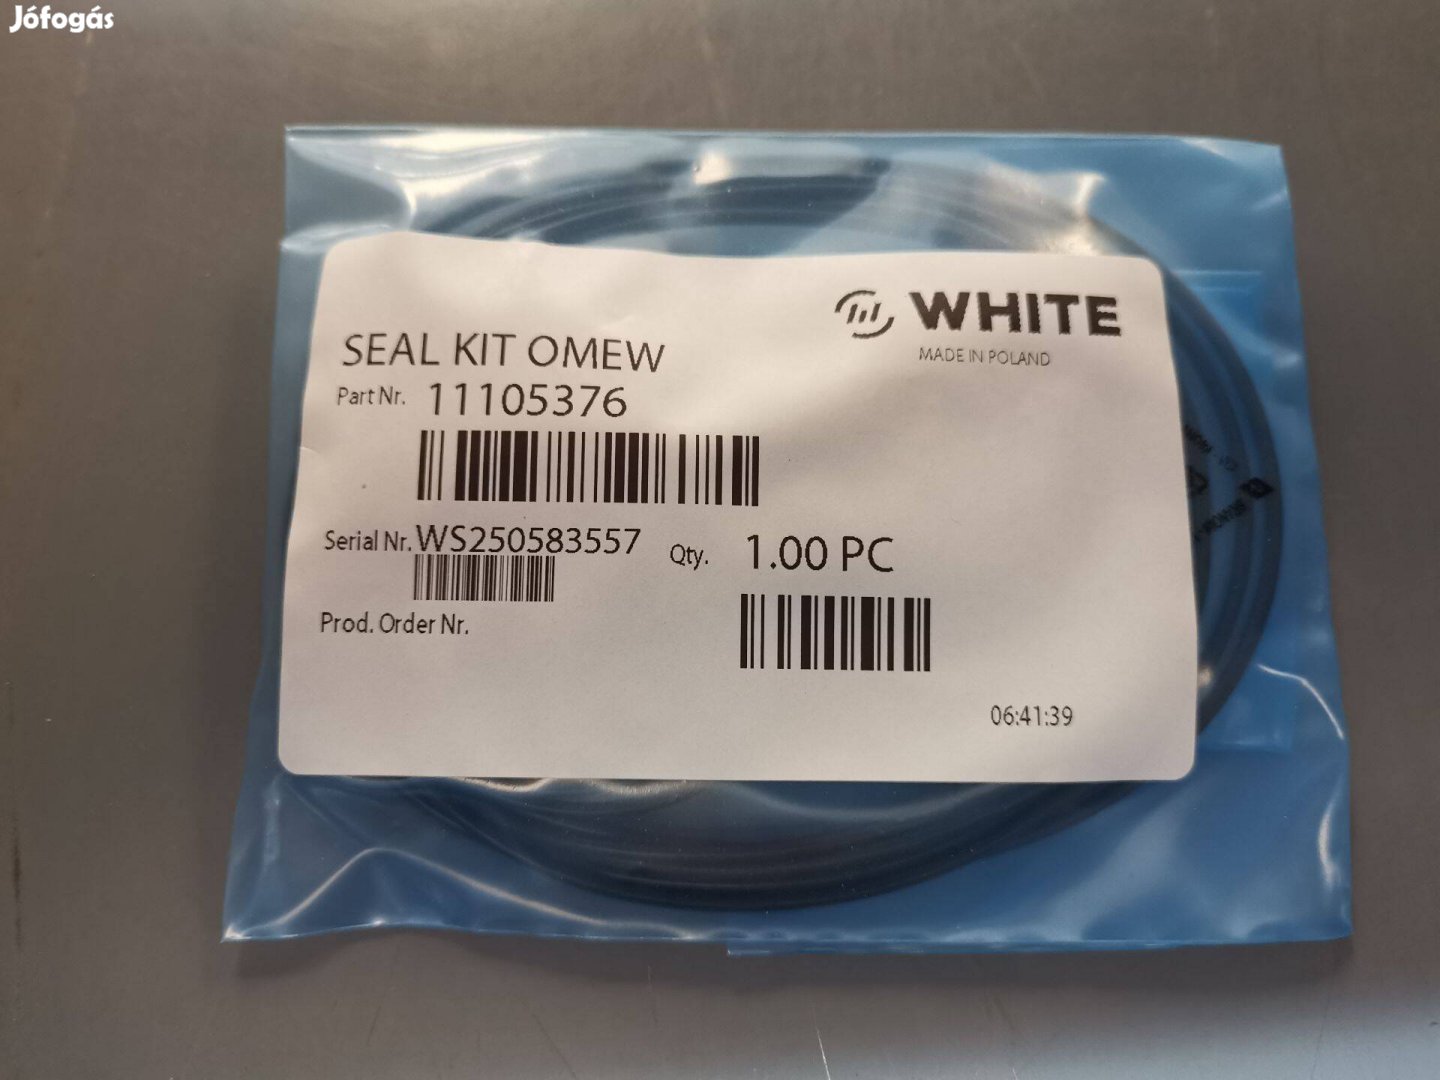 Jófogás
WHITE
MADE IN POLAND
SEAL KIT OMEW
Part Nr. 11105376
Serial Nr. WS250583557
Qty. 1.00 PC
Prod. Order Nr.
06:41:39